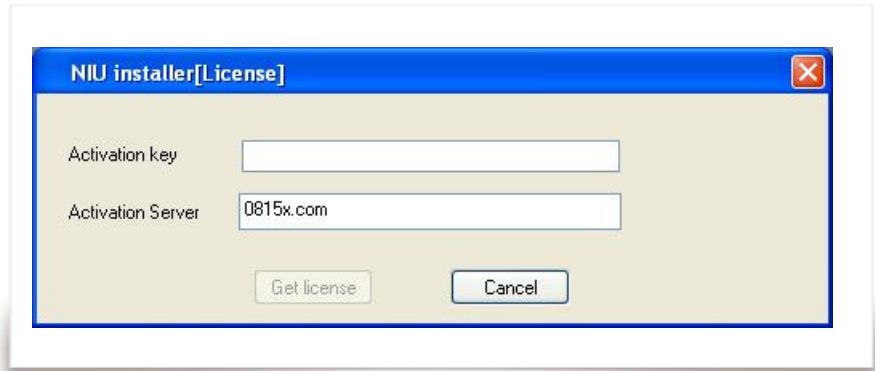 NIU installer[License]
Activation key
Activation Server 0815x.com
Get license Cancel